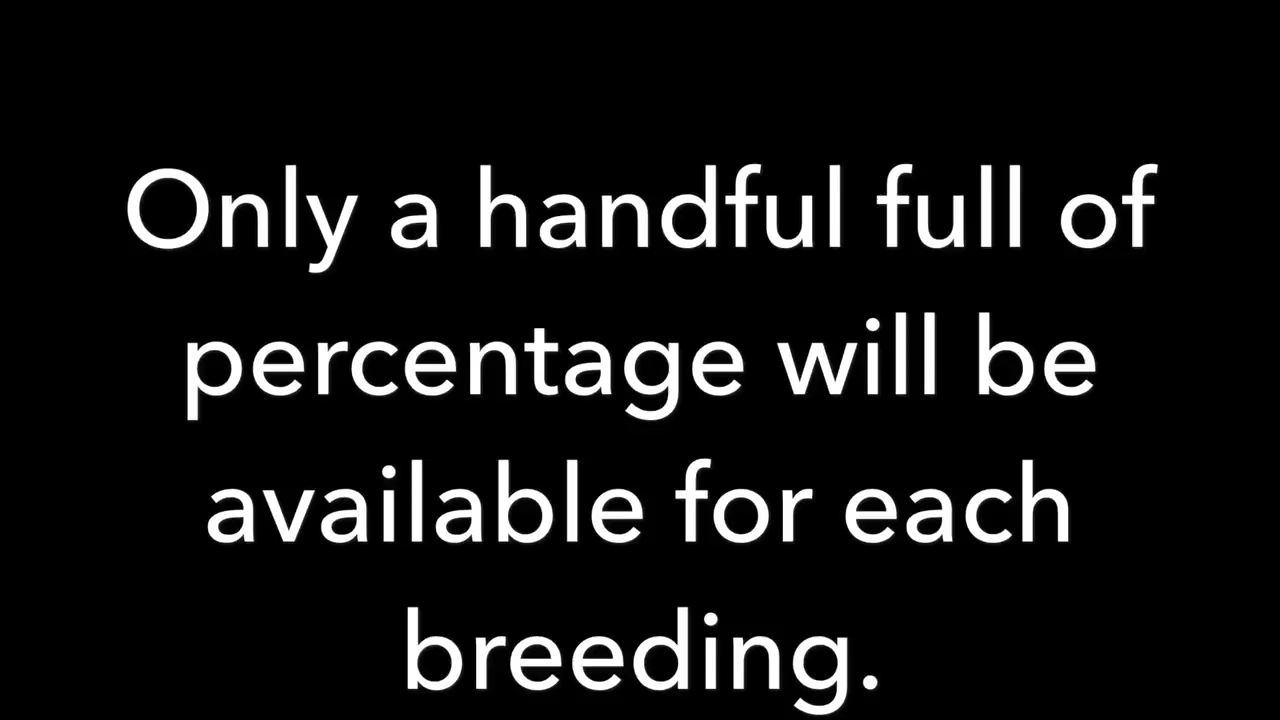 Only a handful full of
percentage will be
available for each
breeding.